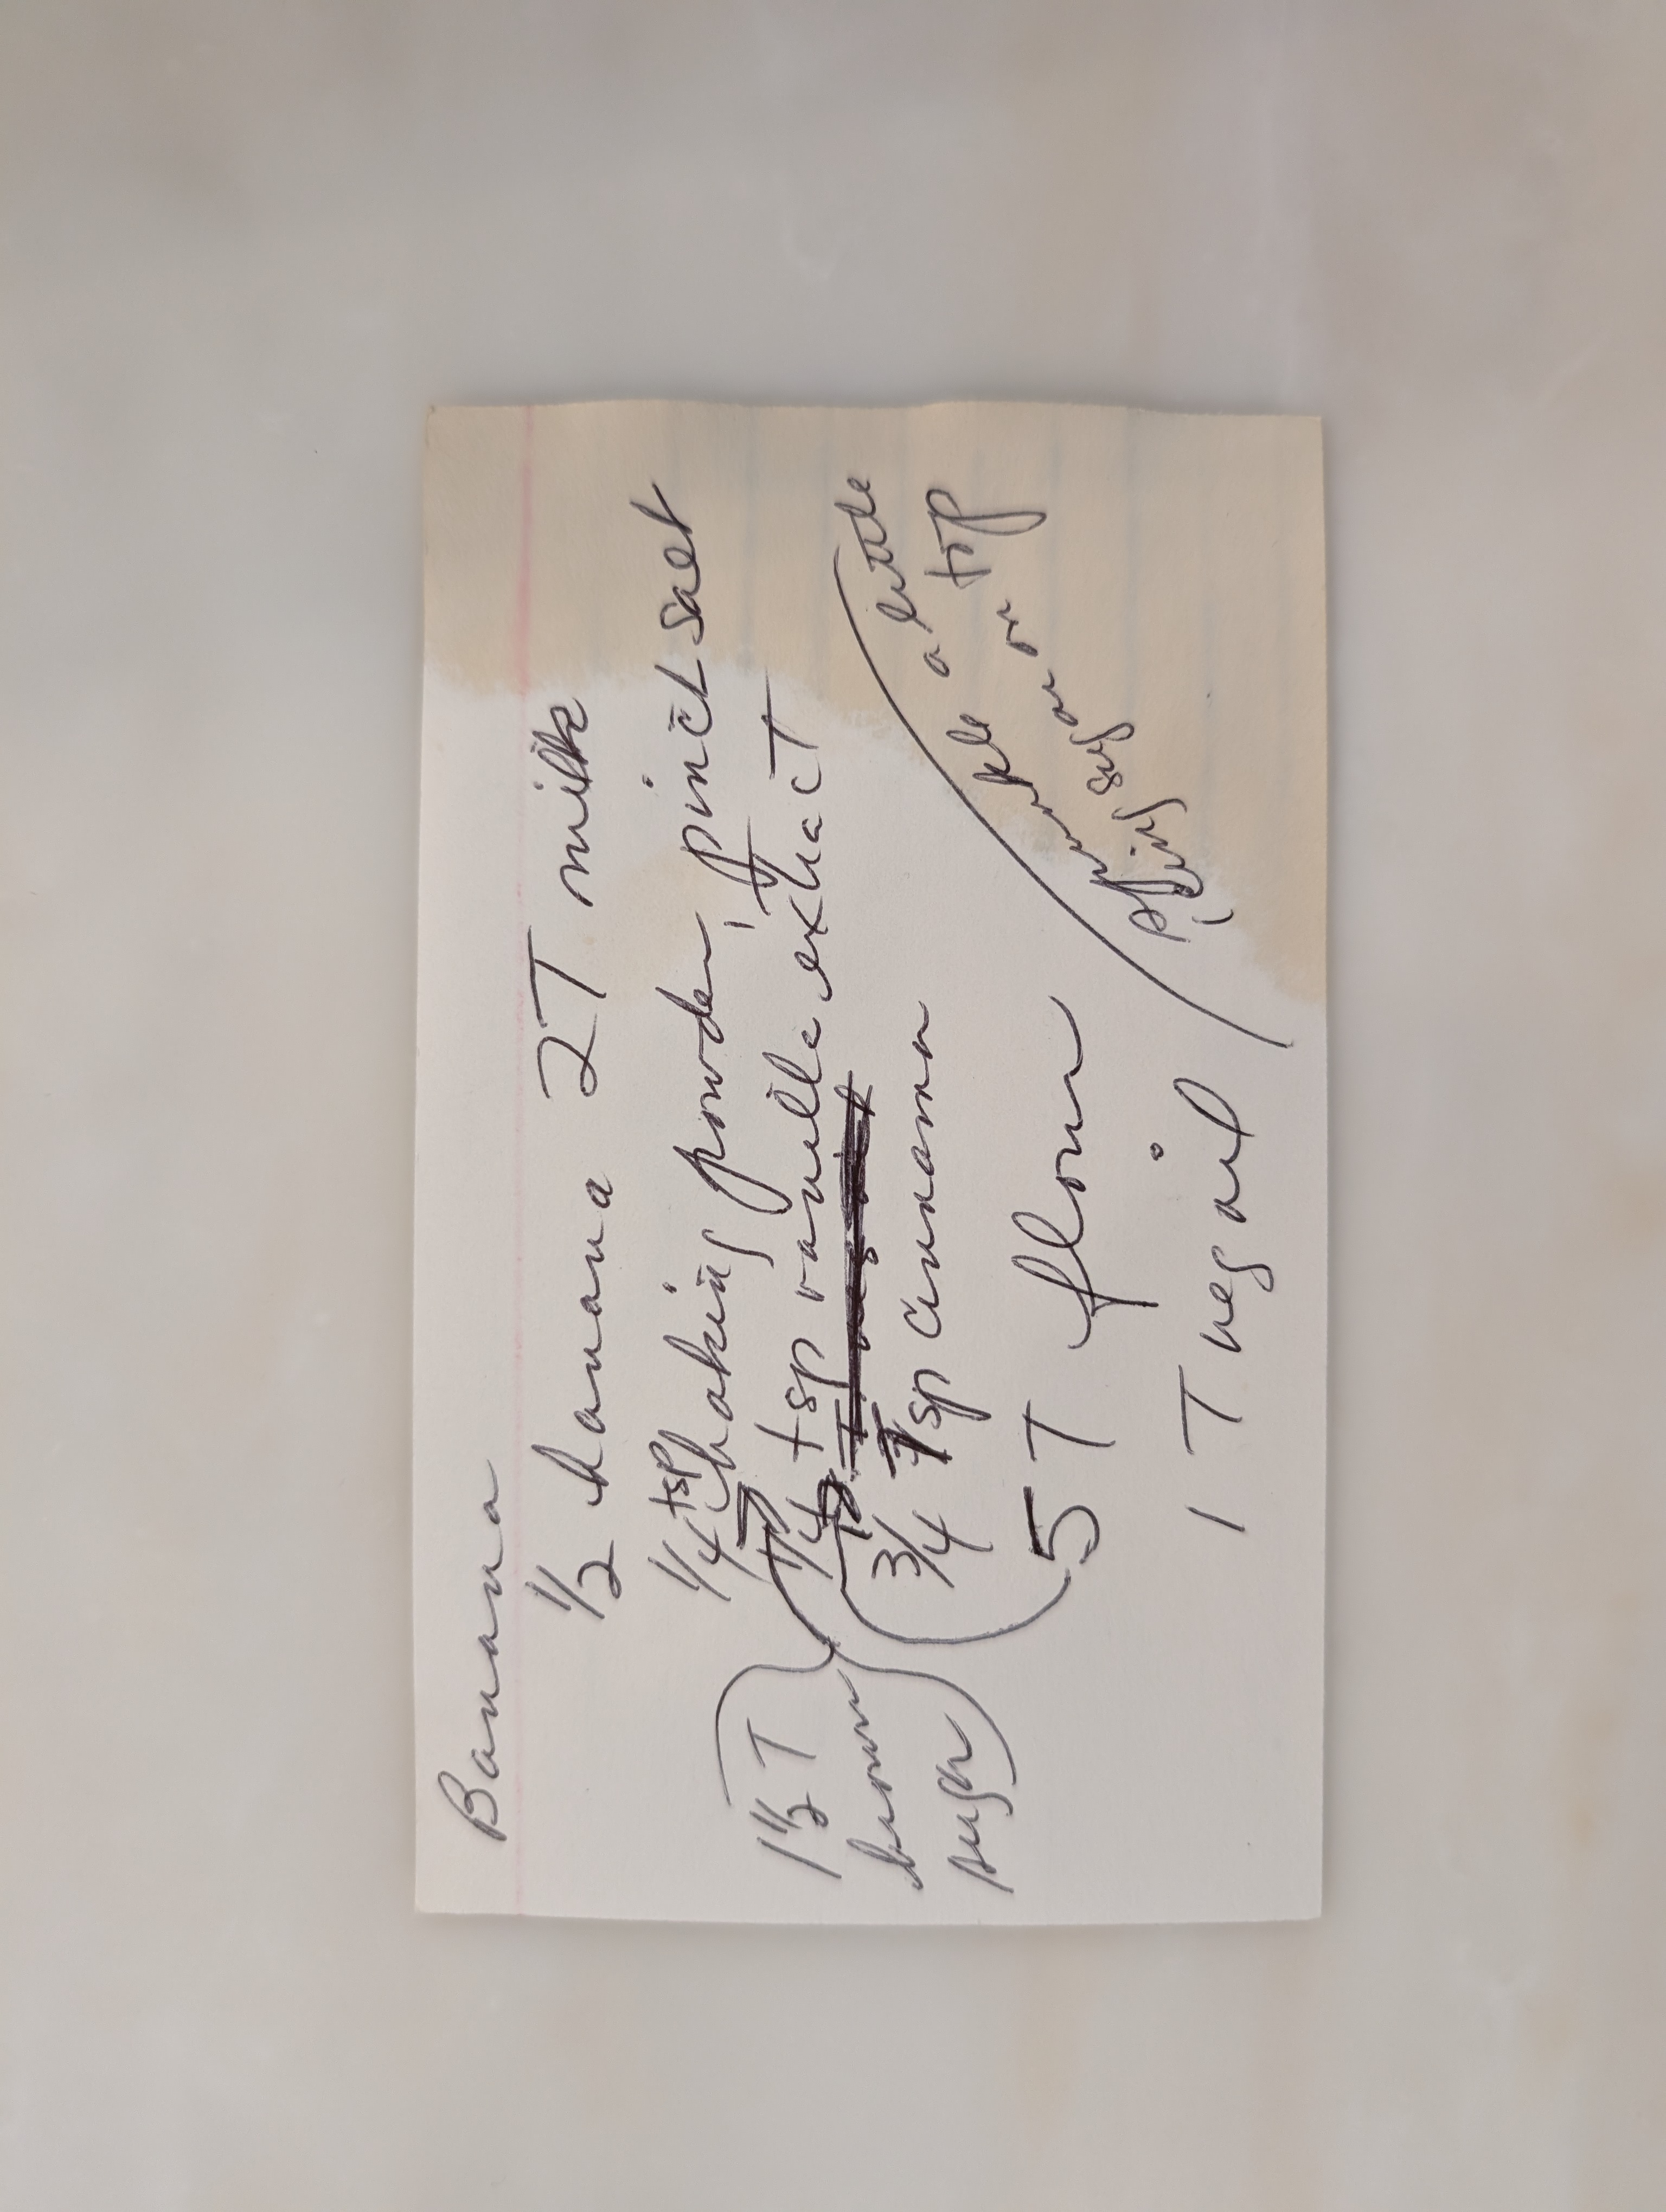 Banana
1/2 banana 2T milk
1/4 tsp baking powder, pinch salt
1/4 tsp vanilla extract
3/4 Tsp cinnamon
1 1/2 T
brown
sugar
5 T flour
1 T veg oil
sprinkle a little
sugar on top